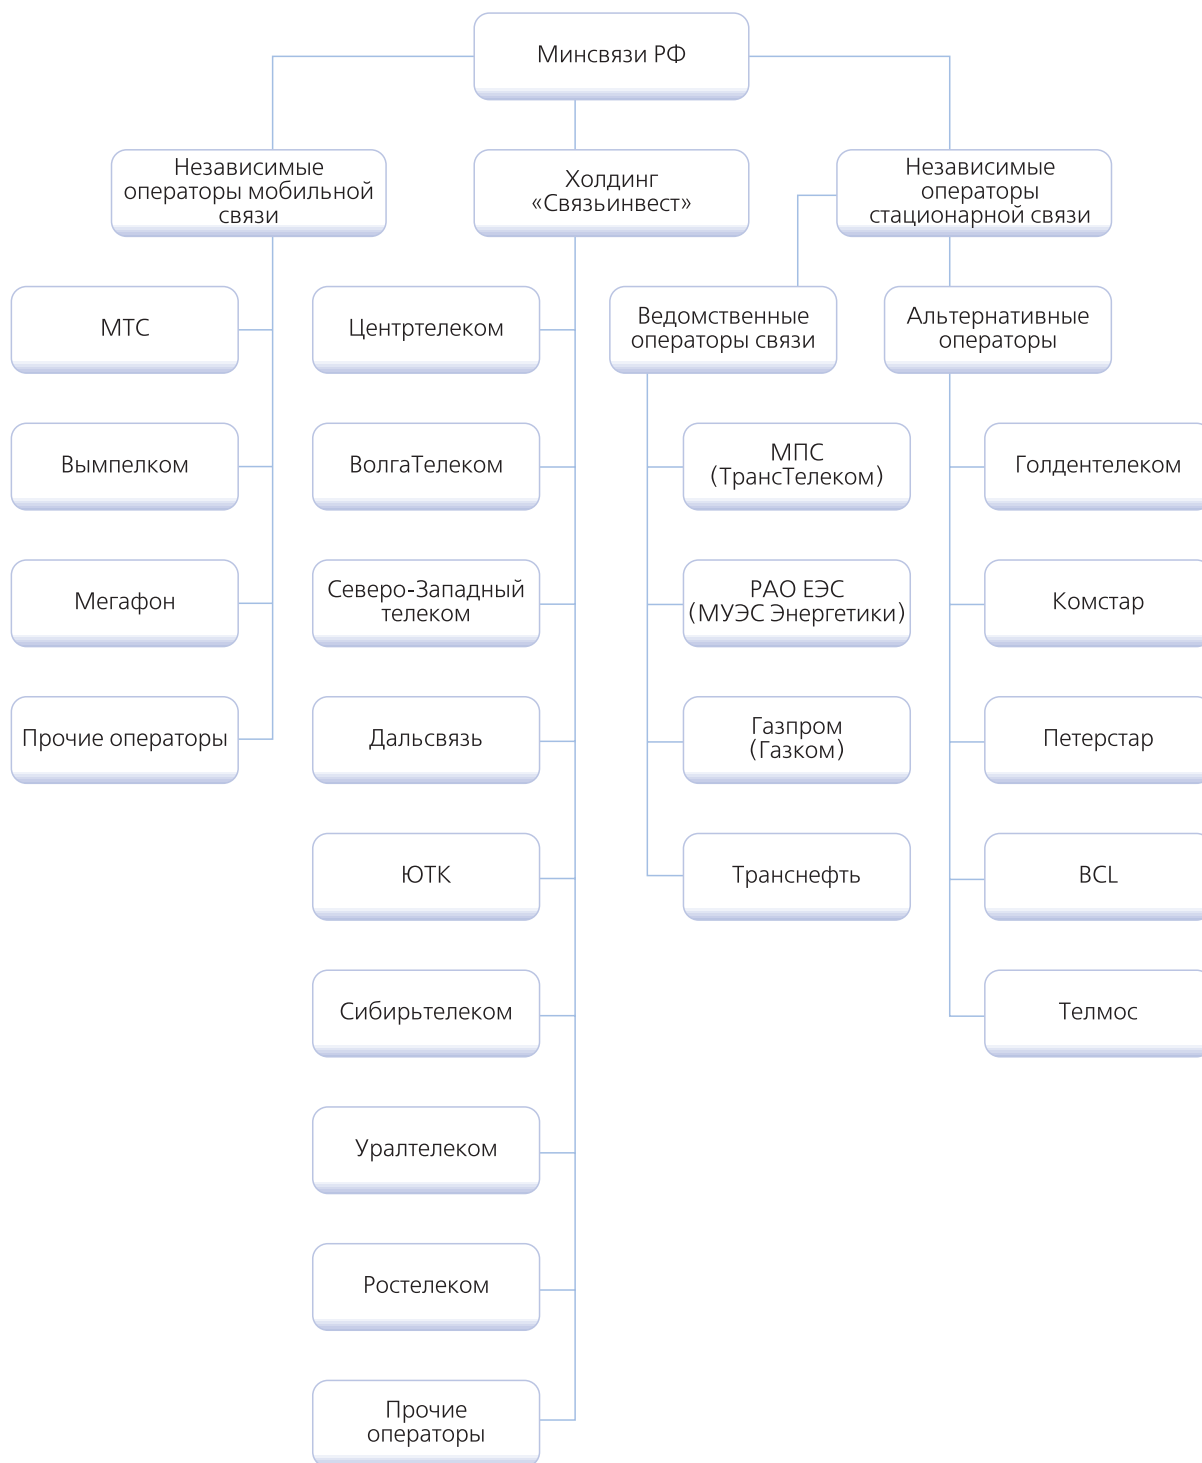 Минсвязи РФ
Независимые
операторы мобильной
связи
Холдинг
«Связьинвест»
Независимые
операторы
стационарной связи
МТС
Центртелеком
Ведомственные
операторы связи
Альтернативные
операторы
Вымпелком
ВолгаТелеком
МПС
(ТрансТелеком)
Голдентелеком
Мегафон
Северо-Западный
телеком
РАО ЕЭС
(МУЭС Энергетики)
Комстар
Прочие операторы
Дальсвязь
Газпром
(Газком)
Петерстар
ЮТК
Транснефть
BCL
Сибирьтелеком
Телмос
Уралтелеком
Ростелеком
Прочие
операторы